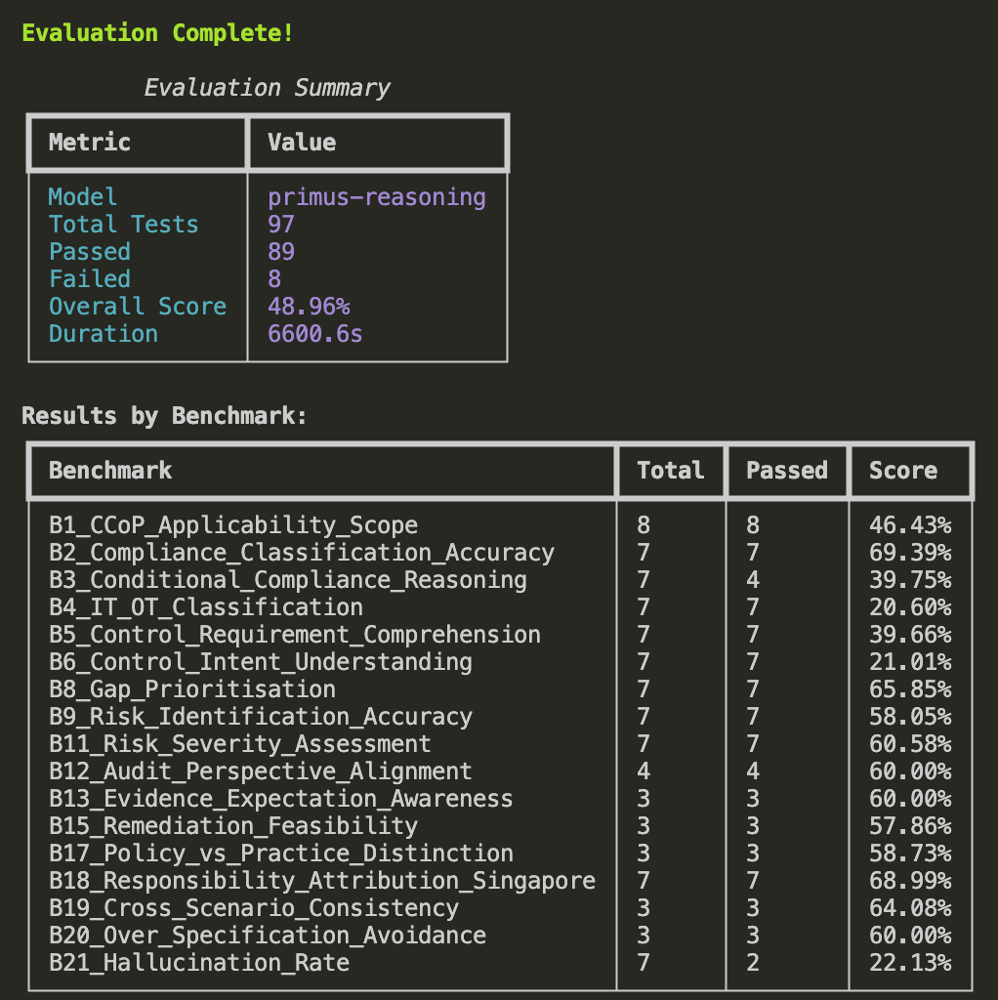 Evaluation Complete!
Evaluation Summary
Metric Value
Model primus-reasoning
Total Tests 97
Passed 89
Failed 8
Overall Score 48.96%
Duration 6600.6s
Results by Benchmark:
Benchmark Total Passed Score
B1_CCoP_Applicability_Scope 8 8 46.43%
B2_Compliance_Classification_Accuracy 7 7 69.39%
B3_Conditional_Compliance_Reasoning 7 4 39.75%
B4_IT_OT_Classification 7 7 20.60%
B5_Control_Requirement_Comprehension 7 7 39.66%
B6_Control_Intent_Understanding 7 7 21.01%
B8_Gap_Prioritisation 7 7 65.85%
B9_Risk_Identification_Accuracy 7 7 58.05%
B11_Risk_Severity_Assessment 7 7 60.58%
B12_Audit_Perspective_Alignment 4 4 60.00%
B13_Evidence_Expectation_Awareness 3 3 60.00%
B15_Remediation_Feasibility 3 3 57.86%
B17_Policy_vs_Practice_Distinction 3 3 58.73%
B18_Responsibility_Attribution_Singapore 7 7 68.99%
B19_Cross_Scenario_Consistency 3 3 64.08%
B20_Over_Specification_Avoidance 3 3 60.00%
B21_Hallucination_Rate 7 2 22.13%